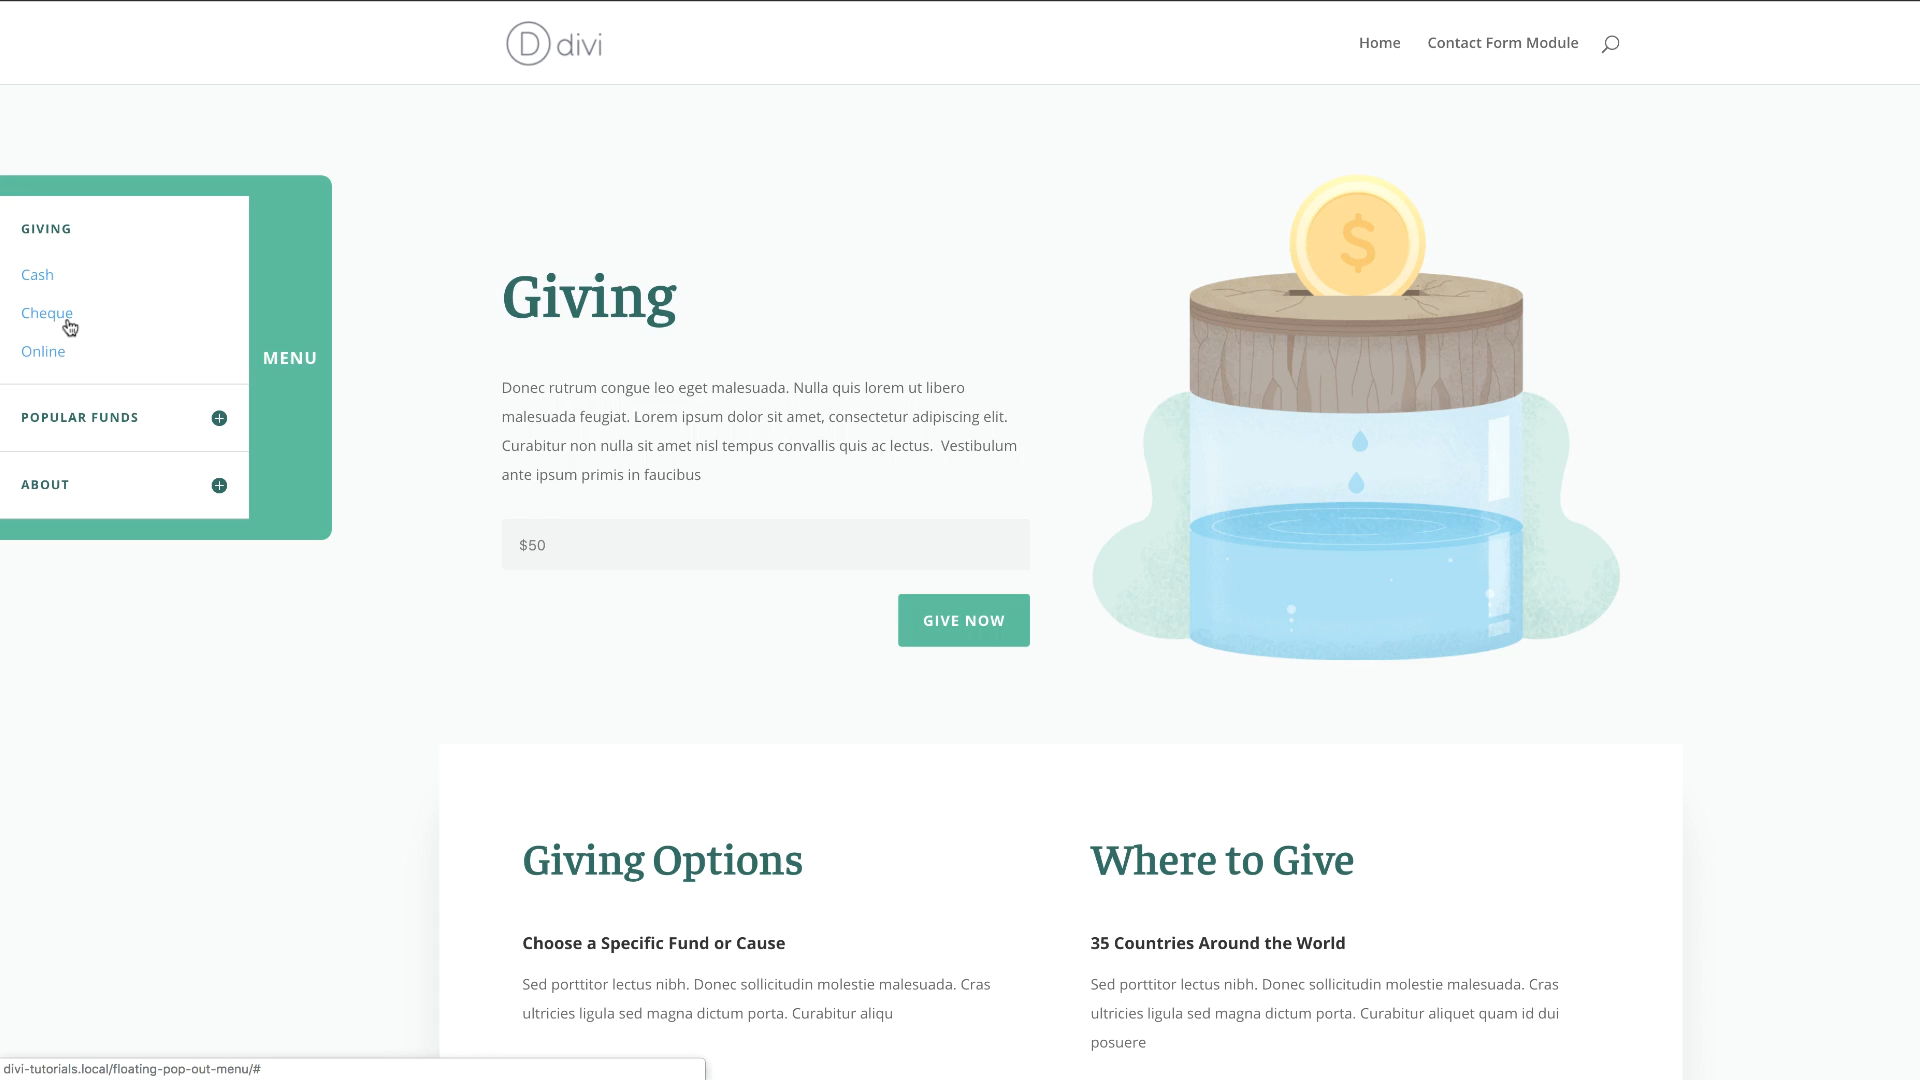 D divi
Home
Contact Form Module
GIVING
Cash
Cheque
Online
POPULAR FUNDS
ABOUT
MENU
Giving
Donec rutrum congue leo eget malesuada. Nulla quis lorem ut libero
malesuada feugiat. Lorem ipsum dolor sit amet, consectetur adipiscing elit.
Curabitur non nulla sit amet nisl tempus convallis quis ac lectus.  Vestibulum
ante ipsum primis in faucibus
$50
GIVE NOW
$
Giving Options
Choose a Specific Fund or Cause
Sed porttitor lectus nibh. Donec sollicitudin molestie malesuada. Cras
ultricies ligula sed magna dictum porta. Curabitur aliqu
Where to Give
35 Countries Around the World
Sed porttitor lectus nibh. Donec sollicitudin molestie malesuada. Cras
ultricies ligula sed magna dictum porta. Curabitur aliquet quam id dui
posuere
divi-tutorials.local/floating-pop-out-menu/#